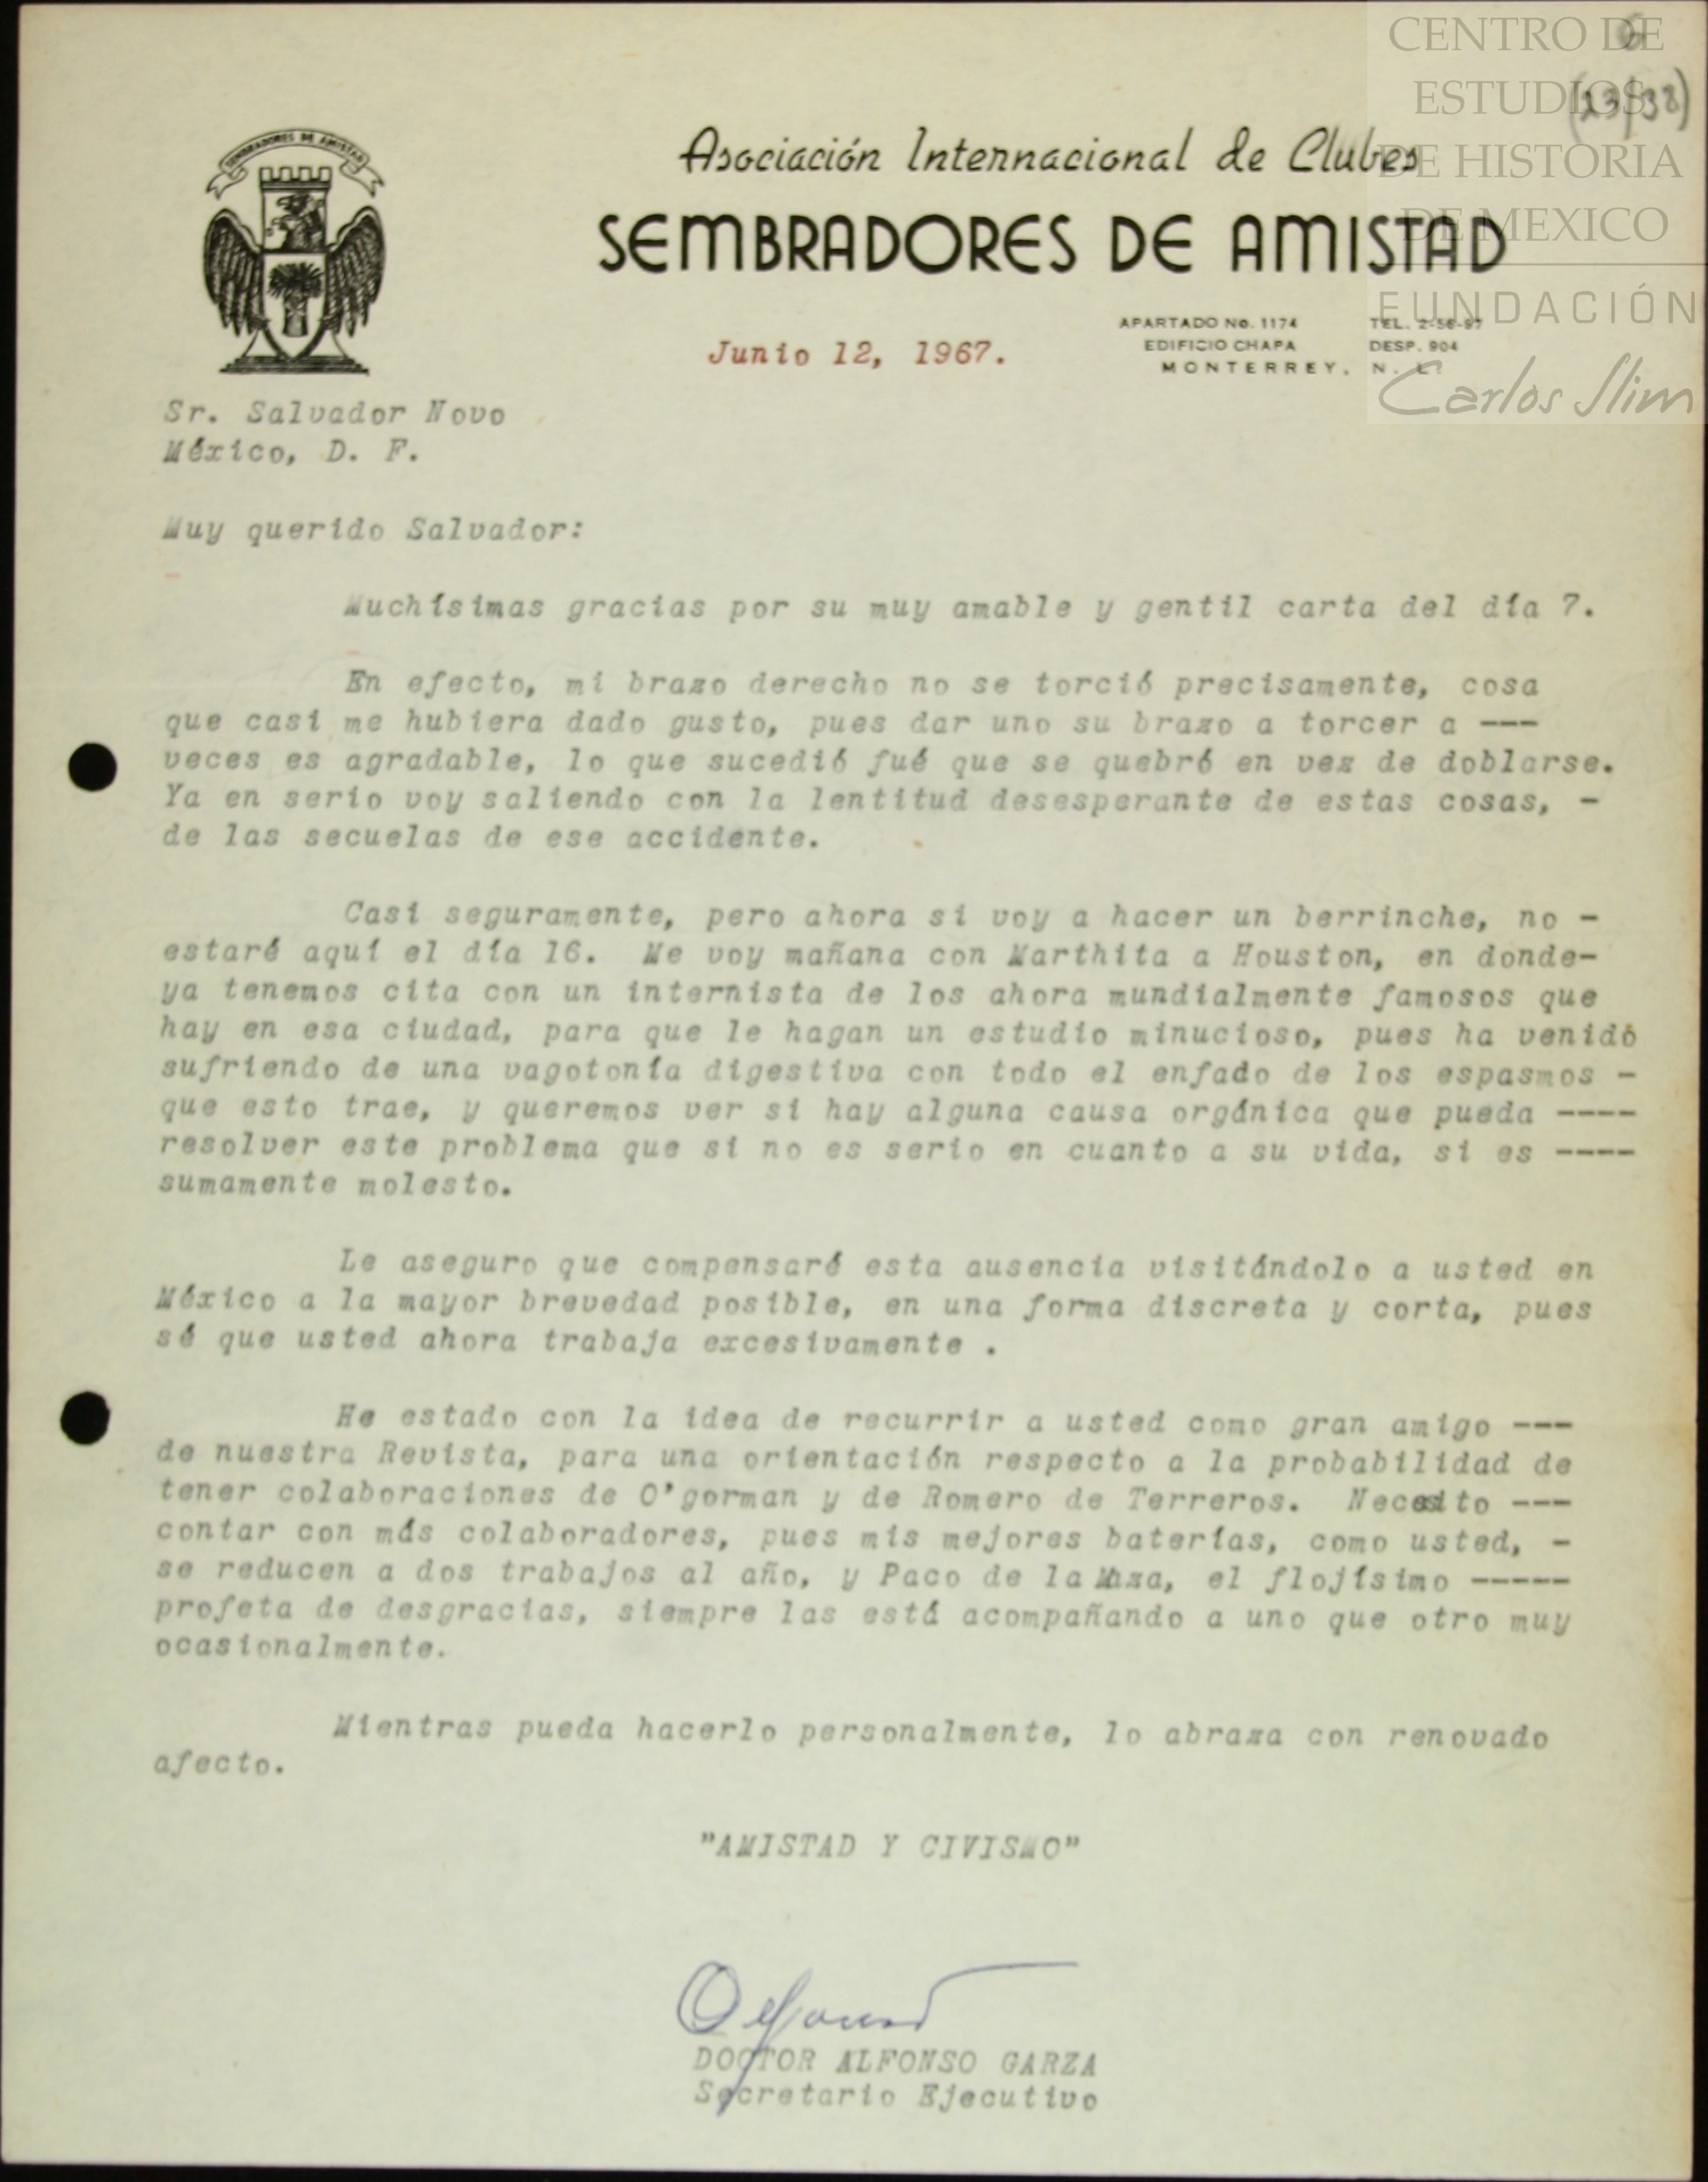 CENTRO DE
ESTUDIOS
DE HISTORIA
DE MEXICO
FUNDACIÓN
Carlos Slim
(23/38)
SEMBRADORES DE AMISTAD
Asociación Internacional de Clubes
SEMBRADORES DE AMISTAD
APARTADO No. 1174 TEL. 2-56-97
EDIFICIO CHAPA DESP. 904
MONTERREY, N. L.
Junio 12, 1967.
Sr. Salvador Novo
México, D. F.
Muy querido Salvador:
Muchísimas gracias por su muy amable y gentil carta del día 7.
En efecto, mi brazo derecho no se torció precisamente, cosa
que casi me hubiera dado gusto, pues dar uno su brazo a torcer a ---
veces es agradable, lo que sucedió fué que se quebró en vez de doblarse.
Ya en serio voy saliendo con la lentitud desesperante de estas cosas, -
de las secuelas de ese accidente.
Casi seguramente, pero ahora si voy a hacer un berrinche, no -
estaré aquí el día 16. Me voy mañana con Marthita a Houston, en donde-
ya tenemos cita con un internista de los ahora mundialmente famosos que
hay en esa ciudad, para que le hagan un estudio minucioso, pues ha venido
sufriendo de una vagotonía digestiva con todo el enfado de los espasmos -
que esto trae, y queremos ver si hay alguna causa orgánica que pueda ----
resolver este problema que si no es serio en cuanto a su vida, si es ----
sumamente molesto.
Le aseguro que compensaré esta ausencia visitándolo a usted en
México a la mayor brevedad posible, en una forma discreta y corta, pues
sé que usted ahora trabaja excesivamente .
He estado con la idea de recurrir a usted como gran amigo ---
de nuestra Revista, para una orientación respecto a la probabilidad de
tener colaboraciones de O'gorman y de Romero de Terreros. Necesito ---
contar con más colaboradores, pues mis mejores baterías, como usted, -
se reducen a dos trabajos al año, y Paco de la Maza, el flojísimo -----
profeta de desgracias, siempre las está acompañando a uno que otro muy
ocasionalmente.
Mientras pueda hacerlo personalmente, lo abraza con renovado
afecto.
"AMISTAD Y CIVISMO"
Alfonso
DOCTOR ALFONSO GARZA
Secretario Ejecutivo